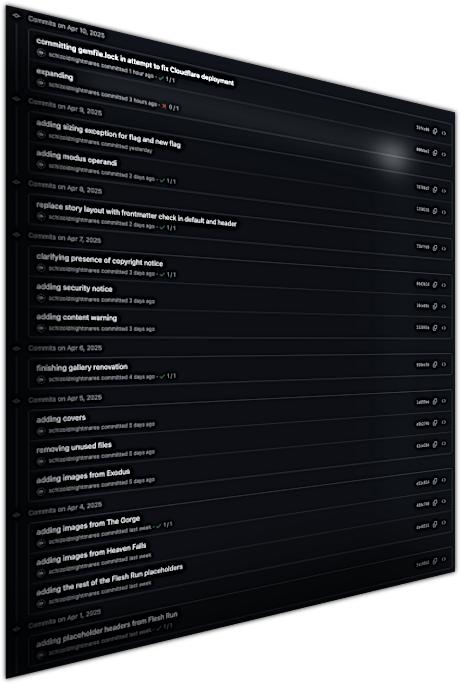 Commits on Apr 10, 2025
committing gemfile.lock in attempt to fix Cloudflare deployment
schizoidnightmares committed 1 hour ago · 1 / 1
expanding
schizoidnightmares committed 3 hours ago · 0 / 1
Commits on Apr 9, 2025
adding sizing exception for flag and new flag
schizoidnightmares committed yesterday
adding modus operandi
schizoidnightmares committed 2 days ago · 1 / 1
Commits on Apr 8, 2025
replace story layout with frontmatter check in default and header
schizoidnightmares committed 2 days ago · 1 / 1
Commits on Apr 7, 2025
clarifying presence of copyright notice
schizoidnightmares committed 3 days ago · 1 / 1
adding security notice
schizoidnightmares committed 3 days ago
adding content warning
schizoidnightmares committed 3 days ago
Commits on Apr 6, 2025
finishing gallery renovation
schizoidnightmares committed 4 days ago · 1 / 1
Commits on Apr 5, 2025
adding covers
schizoidnightmares committed 5 days ago
removing unused files
schizoidnightmares committed 5 days ago
adding images from Exodus
schizoidnightmares committed 5 days ago
Commits on Apr 4, 2025
adding images from The Gorge
schizoidnightmares committed last week · 1 / 1
adding images from Heaven Falls
schizoidnightmares committed last week
adding the rest of the Flesh Run placeholders
schizoidnightmares committed last week
Commits on Apr 1, 2025
adding placeholder headers from Flesh Run
schizoidnightmares committed last week · 1 / 1